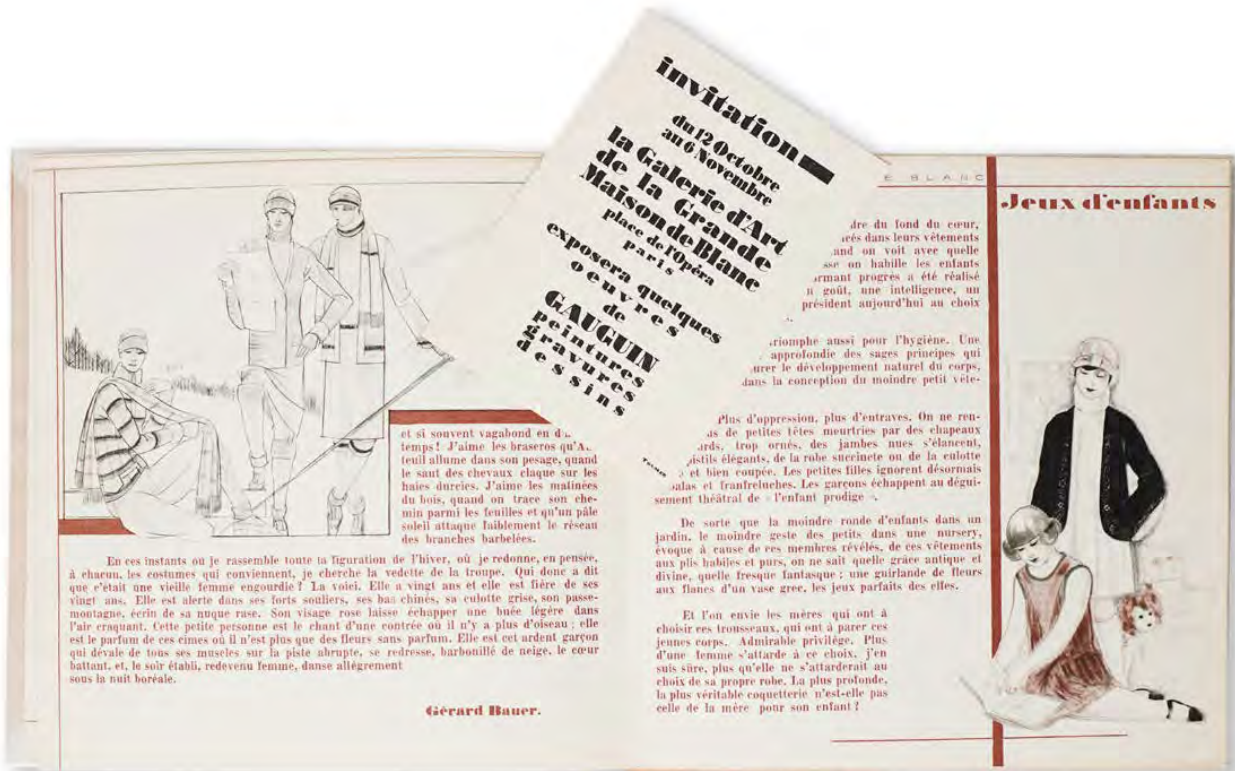 et si souvent vagabond en
temps! J'aime les braseros
teuil allume dans son pesage, quand
le saut des chevaux claque sur les
haies durcies. J'aime les matinées
du bois, quand on trace son che-
min parmi les feuilles et qu'un pâle
soleil attaque faiblement le réseau
des branches barbelées.
En ces instants ou je rassemble toute la figuration de l'hiver, où je redonne, en pensée,
à chacun, les costumes qui conviennent, je cherche la vedette de la troupe. Qui donc a dit
que c'était une vieille femme engourdie? La voici. Elle a vingt ans et elle est fière de ses
vingt ans. Elle est alerte dans ses forts souliers, ses bas chinés, sa culotte grise, son passe-
montagne, écrin de sa nuque rase. Son visage rose laisse échapper une buée légère dans
l'air craquant. Cette petite personne est le chant d'une contrée où il n'y a plus d'oiseau; elle
est le parfum de ces cimes où il n'est plus que des fleurs sans parfum. Elle est cet ardent garçon
qui dévale de tous ses muscles sur la piste abrupte, se redresse, barbouillé de neige, le cœur
battant, et, le soir établi, redevenu femme, danse allègrement
sous la nuit boréale.
Gérard Bauer.
invitation
du 12 Octobre
au 6 Novembre
la Galerie d'Art
de la Grande
Maison de Blanc
place de l'opéra
paris
exposera quelques
oeuvres
de
GAUGUIN
peintures
gravures
dessins
E BLANC
Jeux d'enfants
dre du fond du cœur,
cés dans leurs vêtements
and on voit avec quelle
sse on habille les enfants
ormant progrès a été réalisé
n goût, une intelligence, un
président aujourd'hui au choix
riomphe aussi pour l'hygiène. Une
approfondie des sages principes qui
urer le développement naturel du corps,
dans la conception du moindre petit vête-
Plus d'oppression, plus d'entraves. On ne ren-
us de petites têtes meurtries par des chapeaux
urds, trop ornés, des jambes nues s'élancent,
pistils élégants, de la robe succincte ou de la culotte
et bien coupée. Les petites filles ignorent désormais
balas et franfreluches. Les garçons échappent au dégui-
sement théâtral de « l'enfant prodige ».
De sorte que la moindre ronde d'enfants dans un
jardin, le moindre geste des petits dans une nursery,
évoque à cause de ces membres révélés, de ces vêtements
aux plis habiles et purs, on ne sait quelle grâce antique et
divine, quelle fresque fantasque; une guirlande de fleurs
aux flancs d'un vase grec, les jeux parfaits des elfes.
Et l'on envie les mères qui ont à
choisir ces trousseaux, qui ont à parer ces
jeunes corps. Admirable privilège. Plus
d'une femme s'attarde à ce choix, j'en
suis sûre, plus qu'elle ne s'attarderait au
choix de sa propre robe. La plus profonde,
la plus véritable coquetterie n'est-elle pas
celle de la mère pour son enfant?